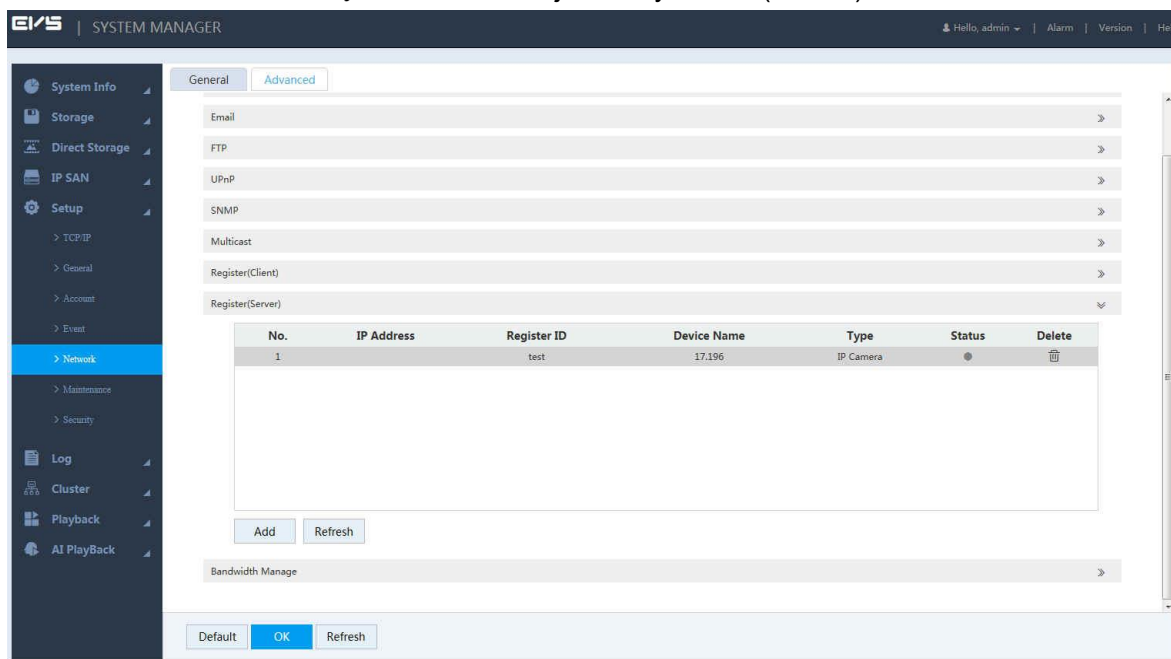 EVS | SYSTEM MANAGER
Hello, admin | Alarm | Version |
System Info
Storage
Direct Storage
IP SAN
Setup
> TCP/IP
> General
> Account
> Event
> Network
> Maintenance
> Security
Log
Cluster
Playback
AI PlayBack
General Advanced
Email
FTP
UPnP
SNMP
Multicast
Register(Client)
Register(Server)
No. IP Address Register ID Device Name Type Status Delete
1 test 17.196 IP Camera
Add Refresh
Bandwidth Manage
Default OK Refresh